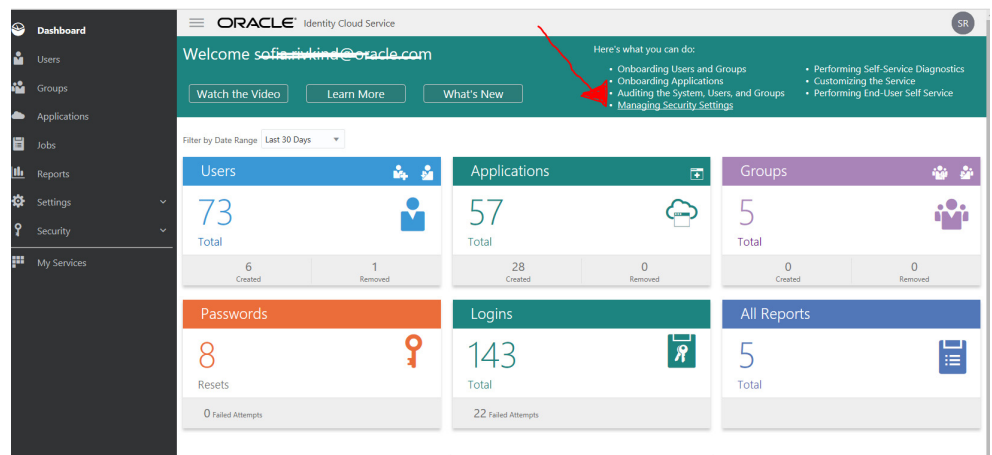 Dashboard
Users
Groups
Applications
Jobs
Reports
Settings
Security
My Services
ORACLE Identity Cloud Service
SR
Welcome sofia.rivkind@oracle.com
Watch the Video
Learn More
What's New
Here's what you can do:
• Onboarding Users and Groups
• Onboarding Applications
• Auditing the System, Users, and Groups
• Managing Security Settings
• Performing Self-Service Diagnostics
• Customizing the Service
• Performing End-User Self Service
Filter by Date Range Last 30 Days
Users
73
Total
6
Created
1
Removed
Applications
57
Total
28
Created
0
Removed
Groups
5
Total
0
Created
0
Removed
Passwords
8
Resets
0 Failed Attempts
Logins
143
Total
22 Failed Attempts
All Reports
5
Total